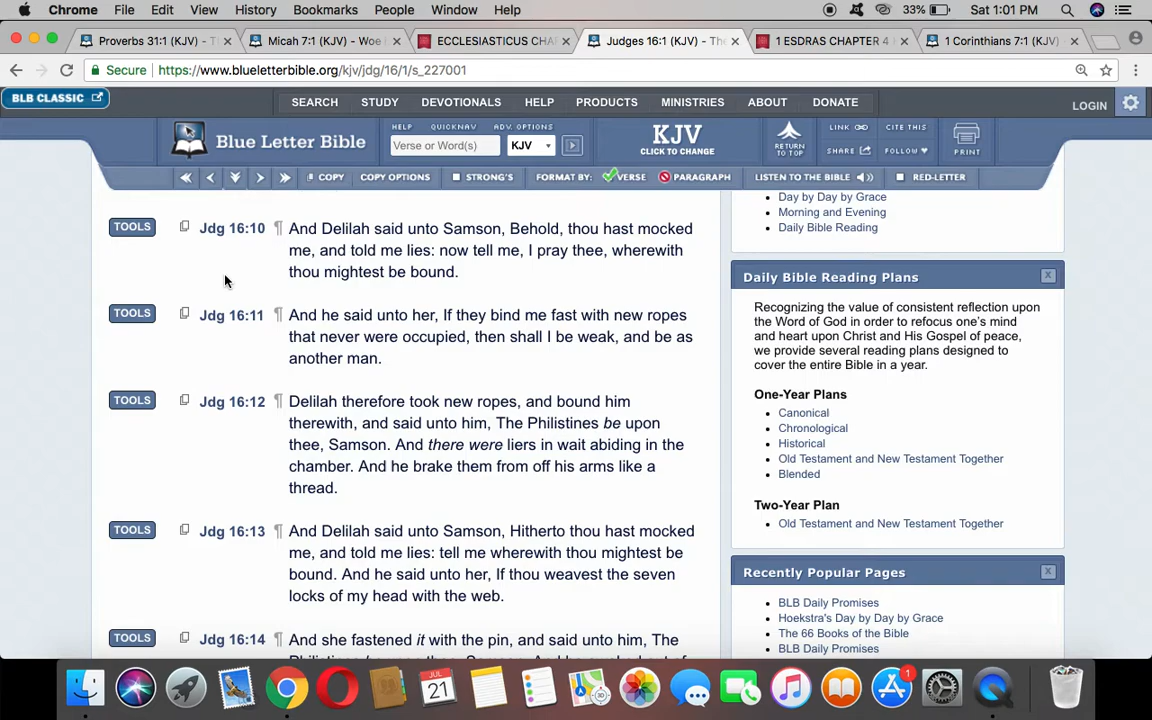 Chrome File Edit View History Bookmarks People Window Help 33% Sat 1:01 PM
Proverbs 31:1 (KJV) - T
Micah 7:1 (KJV) - Woe
ECCLESIASTICUS CHA
Judges 16:1 (KJV) - The
1 ESDRAS CHAPTER 4
1 Corinthians 7:1 (KJV)
Secure https://www.blueletterbible.org/kjv/jdg/16/1/s_227001
BLB CLASSIC
SEARCH STUDY DEVOTIONALS HELP PRODUCTS MINISTRIES ABOUT DONATE
LOGIN
Blue Letter Bible
HELP QUICKNAV ADV. OPTIONS
Verse or Word(s) KJV
KJV
CLICK TO CHANGE
RETURN
TO TOP
LINK CITE THIS
SHARE FOLLOW
PRINT
COPY COPY OPTIONS STRONG'S FORMAT BY: VERSE PARAGRAPH LISTEN TO THE BIBLE RED-LETTER
TOOLS Jdg 16:10 ¶ And Delilah said unto Samson, Behold, thou hast mocked
me, and told me lies: now tell me, I pray thee, wherewith
thou mightest be bound.
TOOLS Jdg 16:11 ¶ And he said unto her, If they bind me fast with new ropes
that never were occupied, then shall I be weak, and be as
another man.
TOOLS Jdg 16:12 ¶ Delilah therefore took new ropes, and bound him
therewith, and said unto him, The Philistines be upon
thee, Samson. And there were liers in wait abiding in the
chamber. And he brake them from off his arms like a
thread.
TOOLS Jdg 16:13 ¶ And Delilah said unto Samson, Hitherto thou hast mocked
me, and told me lies: tell me wherewith thou mightest be
bound. And he said unto her, If thou weavest the seven
locks of my head with the web.
TOOLS Jdg 16:14 ¶ And she fastened it with the pin, and said unto him, The
Day by Day by Grace
Morning and Evening
Daily Bible Reading
Daily Bible Reading Plans
Recognizing the value of consistent reflection upon
the Word of God in order to refocus one's mind
and heart upon Christ and His Gospel of peace,
we provide several reading plans designed to
cover the entire Bible in a year.
One-Year Plans
Canonical
Chronological
Historical
Old Testament and New Testament Together
Blended
Two-Year Plan
Old Testament and New Testament Together
Recently Popular Pages
BLB Daily Promises
Hoekstra's Day by Day by Grace
The 66 Books of the Bible
BLB Daily Promises
JUL
21
1